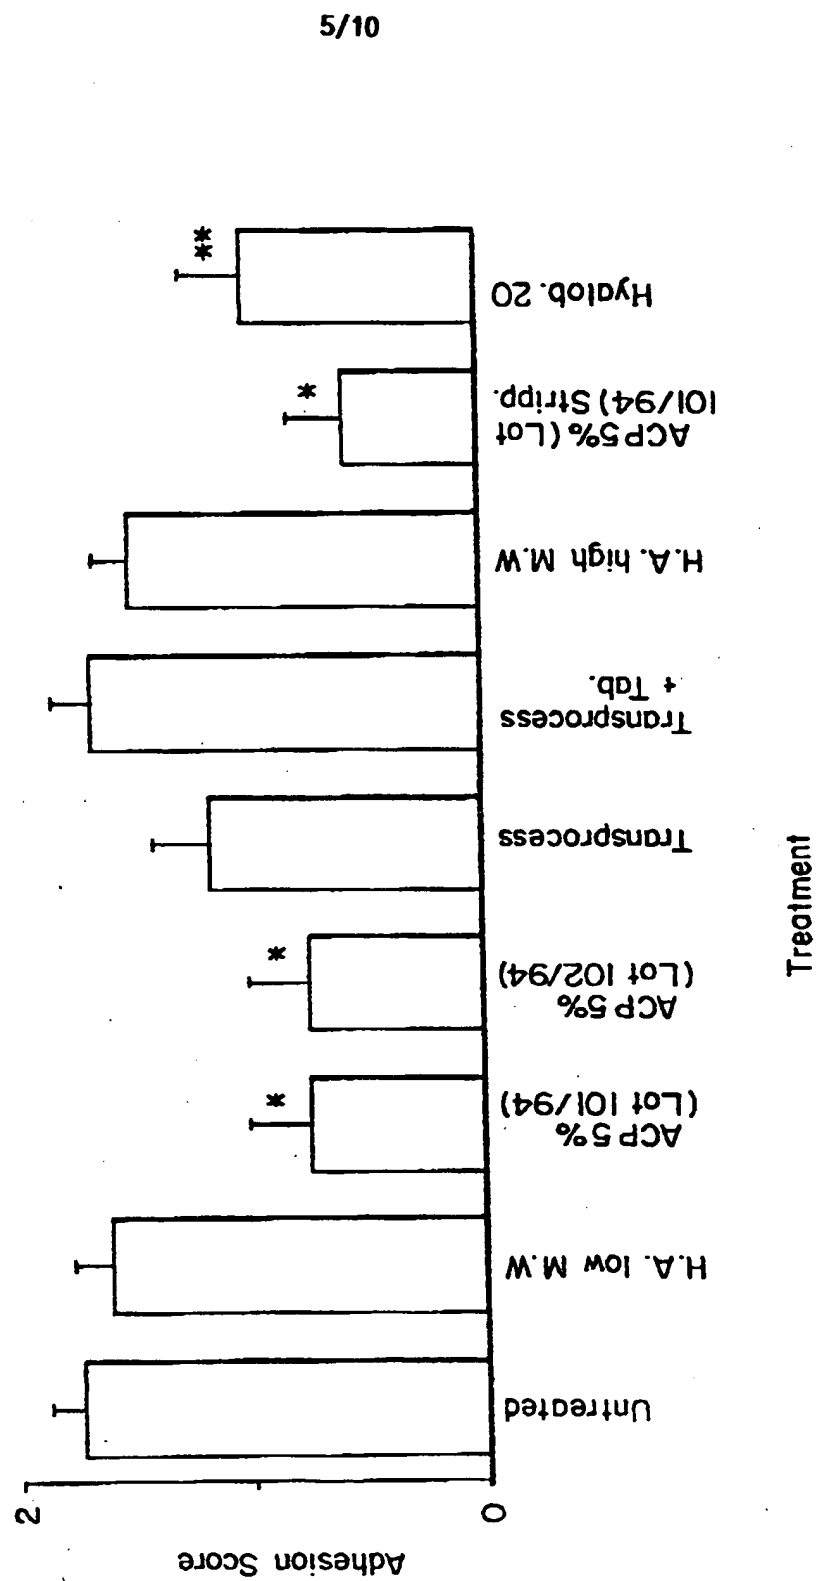 5/10
Adhesion Score
2
0
Untreated
H.A. low M.W
ACP 5%
(Lot 101/94)
ACP 5%
(Lot 102/94)
Transprocess
Transprocess
+ Tab.
H.A. high M.W
ACP 5% (Lot
101/94) Stripp.
Hyatob. 20
*
*
*
**
Treatment